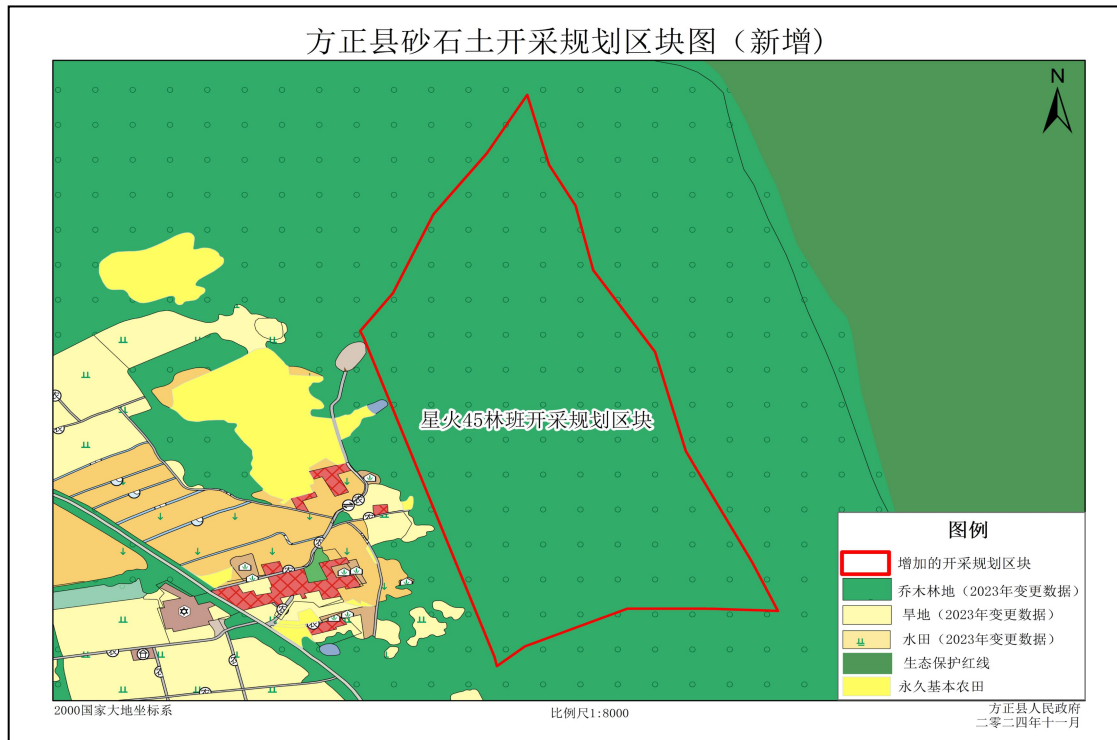 方正县砂石土开采规划区块图（新增)
N
星火45林班开采规划区块
图例
增加的开采规划区块
乔木林地（2023年变更数据）
旱地（2023年变更数据）
水田（2023年变更数据）
生态保护红线
永久基本农田
2000国家大地坐标系
比例尺1:8000
方正县人民政府
二零二四年十一月